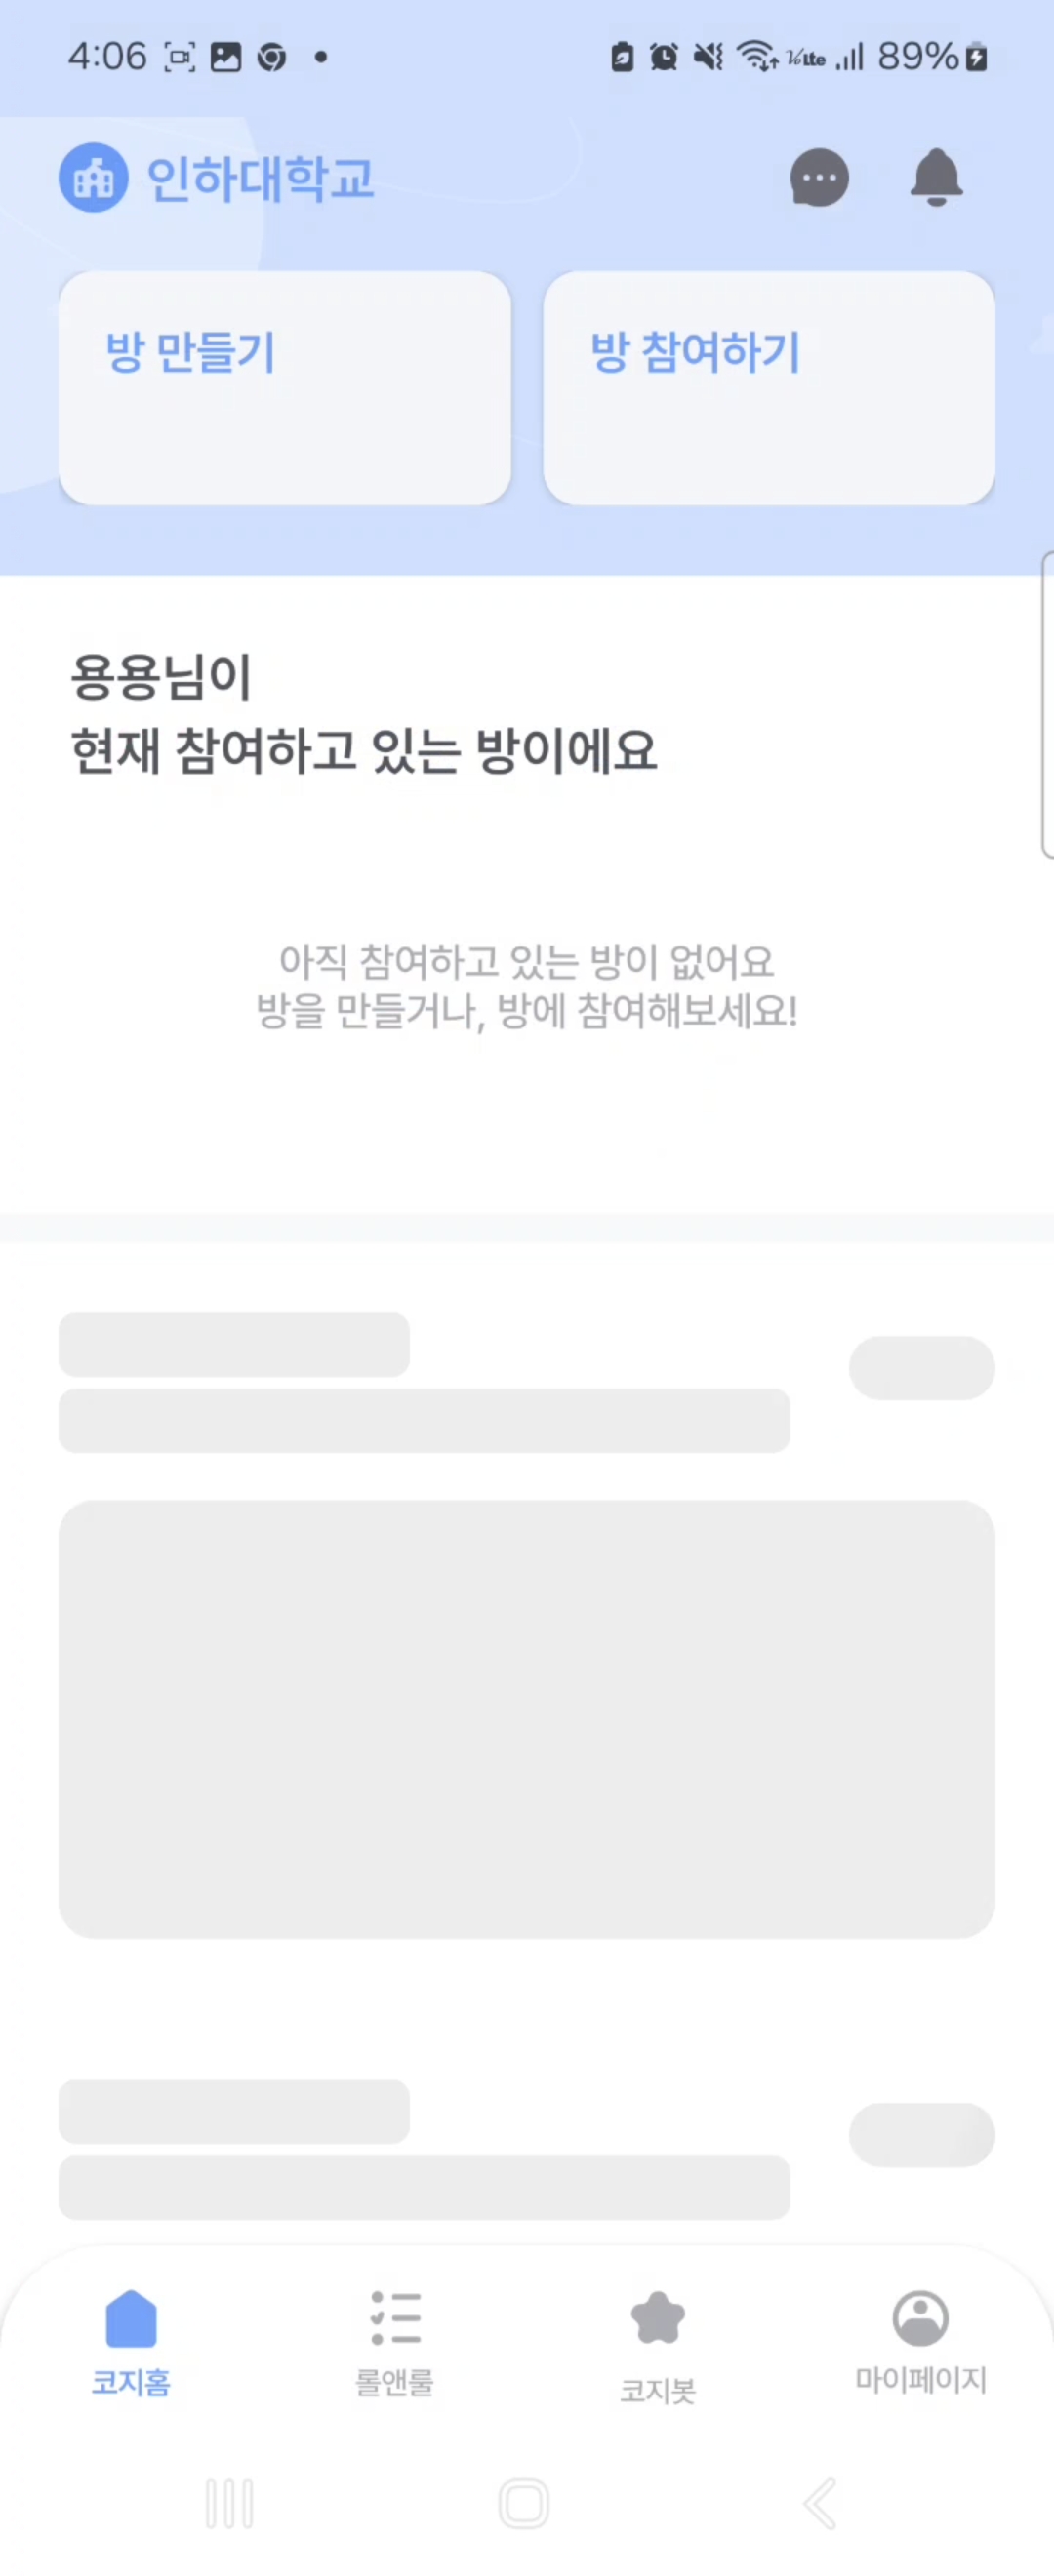 4:06
VoLte 89%
인하대학교
방 만들기
방 참여하기
용용님이
현재 참여하고 있는 방이에요
아직 참여하고 있는 방이 없어요
방을 만들거나, 방에 참여해보세요!
코지홈
롤앤룰
코지봇
마이페이지